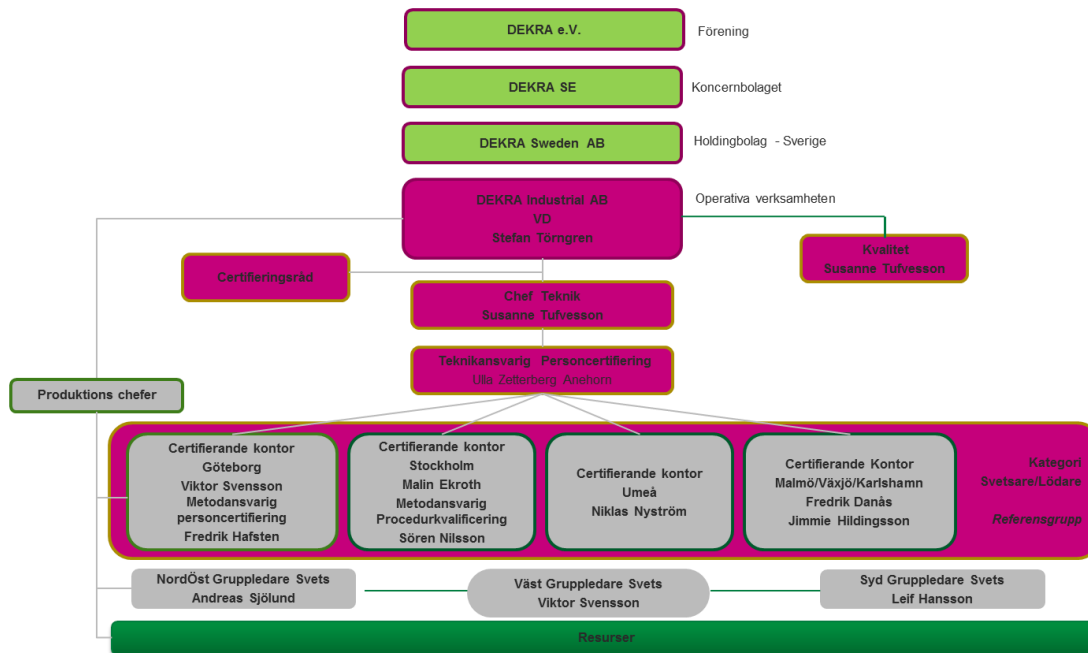 DEKRA e.V.
Förening
DEKRA SE
Koncernbolaget
DEKRA Sweden AB
Holdingbolag - Sverige
DEKRA Industrial AB
VD
Stefan Törngren
Operativa verksamheten
Kvalitet
Susanne Tufvesson
Certifieringsråd
Chef Teknik
Susanne Tufvesson
Teknikansvarig Personcertifiering
Ulla Zetterberg Anehorn
Produktions chefer
Certifierande kontor
Göteborg
Viktor Svensson
Metodansvarig
personcertifiering
Fredrik Hafsten
Certifierande kontor
Stockholm
Malin Ekroth
Metodansvarig
Procedurkvalificering
Sören Nilsson
Certifierande kontor
Umeå
Niklas Nyström
Certifierande Kontor
Malmö/Växjö/Karlshamn
Fredrik Danås
Jimmie Hildingsson
Kategori
Svetsare/Lödare
Referensgrupp
NordÖst Gruppledare Svets
Andreas Sjölund
Väst Gruppledare Svets
Viktor Svensson
Syd Gruppledare Svets
Leif Hansson
Resurser